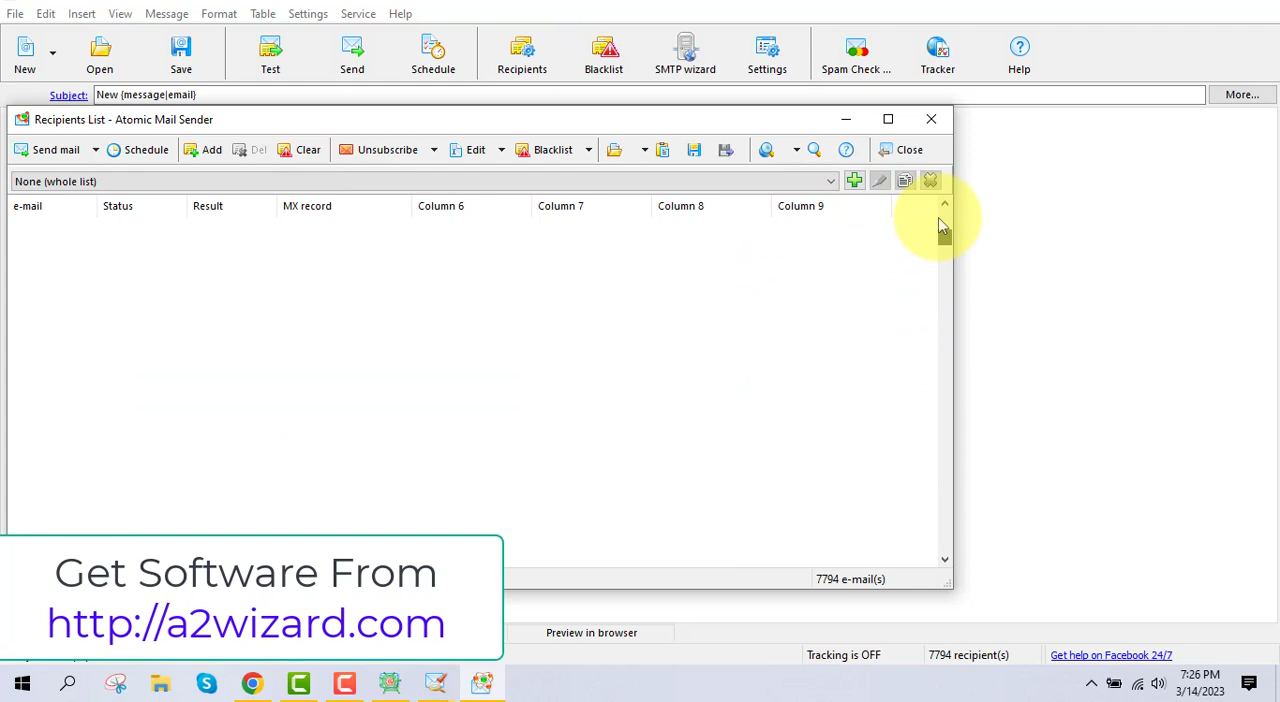 File Edit Insert View Message Format Table Settings Service Help
New Open Save Test Send Schedule Recipients Blacklist SMTP wizard Settings Spam Check ... Tracker Help
Subject: New {message|email} More...
Recipients List - Atomic Mail Sender
Send mail Schedule Add Del Clear Unsubscribe Edit Blacklist Close
None (whole list)
e-mail Status Result MX record Column 6 Column 7 Column 8 Column 9
7794 e-mail(s)
Get Software From
http://a2wizard.com
Preview in browser
Tracking is OFF 7794 recipient(s) Get help on Facebook 24/7
7:26 PM
3/14/2023